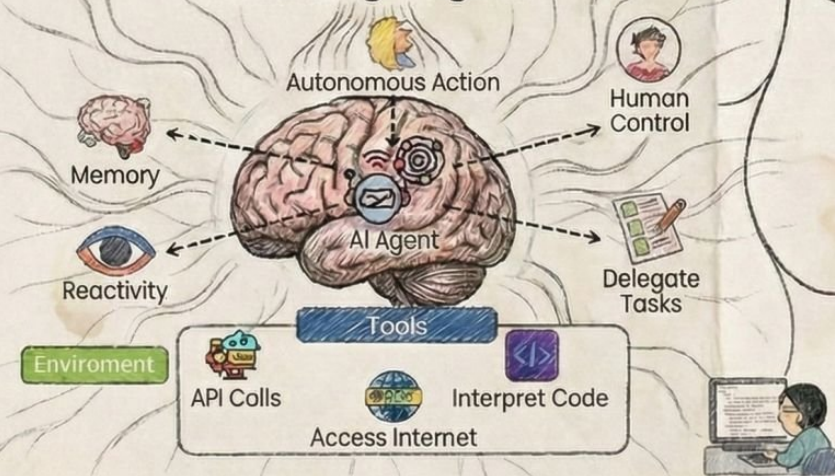 Autonomous Action
Human
Control
Memory
AI Agent
Reactivity
Delegate
Tasks
Tools
Enviroment
API Colls
Interpret Code
Access Internet